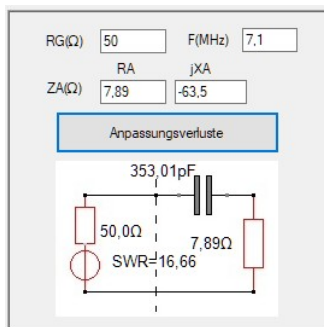 RG(Ω) 50 F(MHz) 7,1
RA jXA
ZA(Ω) 7,89 -63,5
Anpassungsverluste
353,01pF
50,0Ω
7,89Ω
SWR=16,66